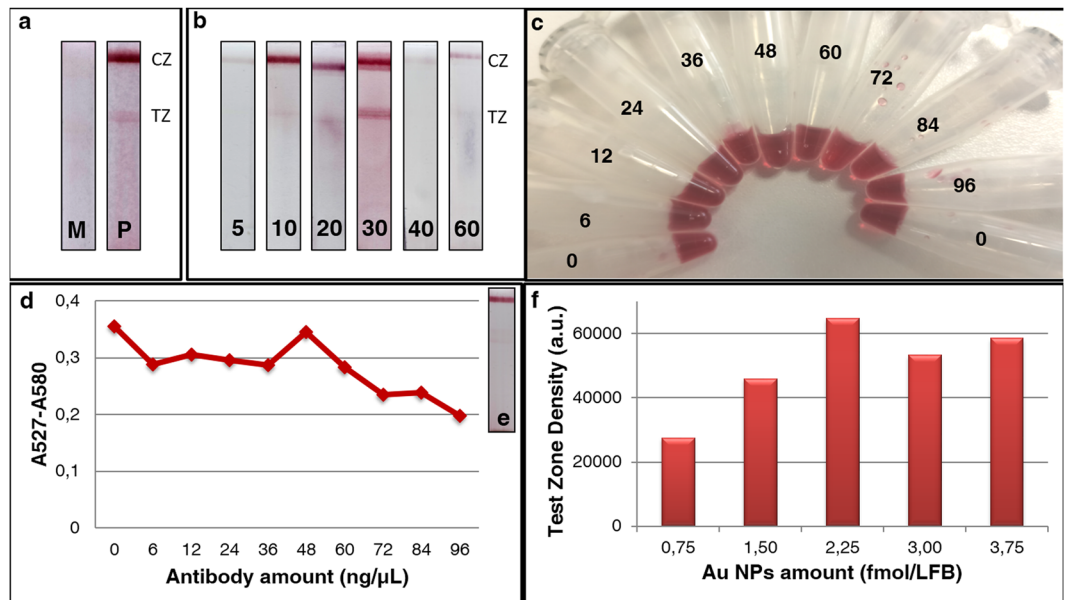 a
CZ
TZ
M
P
b
CZ
TZ
5
10
20
30
40
60
c
0
6
12
24
36
48
60
72
84
96
0
d
A527-A580
0,4
0,3
0,2
0,1
0
0 6 12 24 36 48 60 72 84 96
Antibody amount (ng/µL)
e
f
Test Zone Density (a.u.)
60000
40000
20000
0
0,75 1,50 2,25 3,00 3,75
Au NPs amount (fmol/LFB)